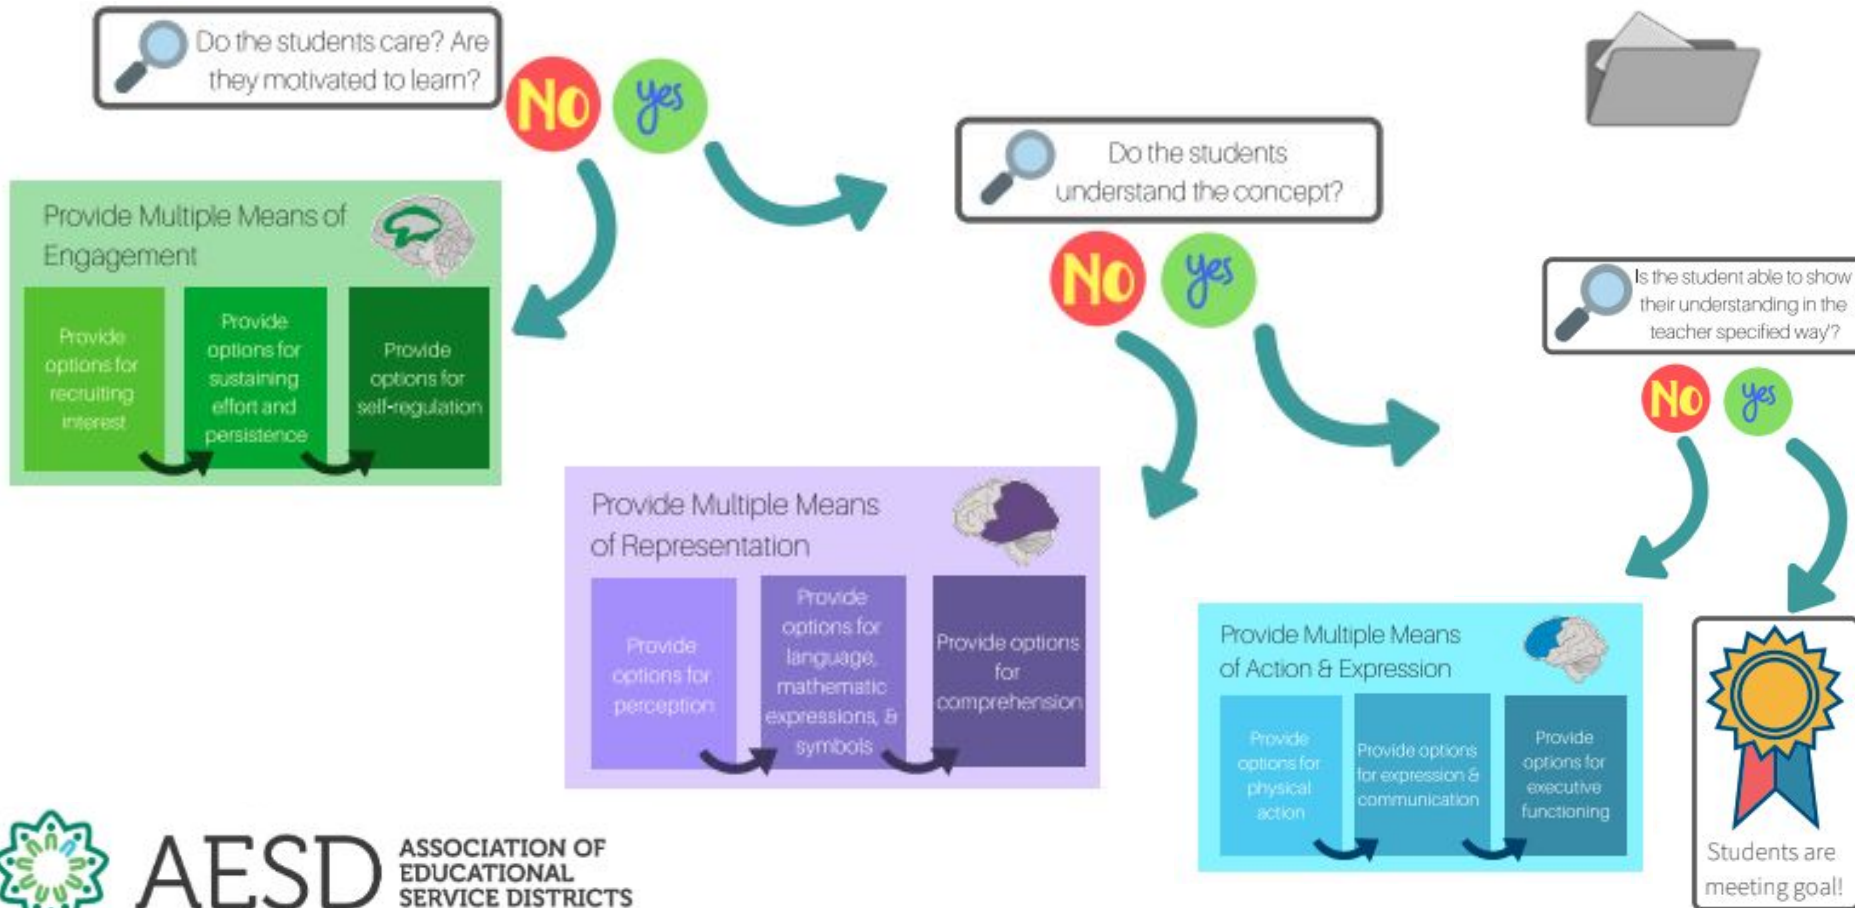 Do the students care? Are
they motivated to learn?
No
yes
Provide Multiple Means of
Engagement
Provide
options for
recruiting
interest
Provide
options for
sustaining
effort and
persistence
Provide
options for
self-regulation
Do the students
understand the concept?
No
yes
Provide Multiple Means
of Representation
Provide
options for
perception
Provide
options for
language,
mathematic
expressions, &
symbols
Provide options
for
comprehension
Is the student able to show
their understanding in the
teacher specified way'?
No
yes
Provide Multiple Means
of Action & Expression
Provide
options for
physical
action
Provide options
for expression &
communication
Provide
options for
executive
functioning
Students are
meeting goal!
AESD
ASSOCIATION OF
EDUCATIONAL
SERVICE DISTRICTS